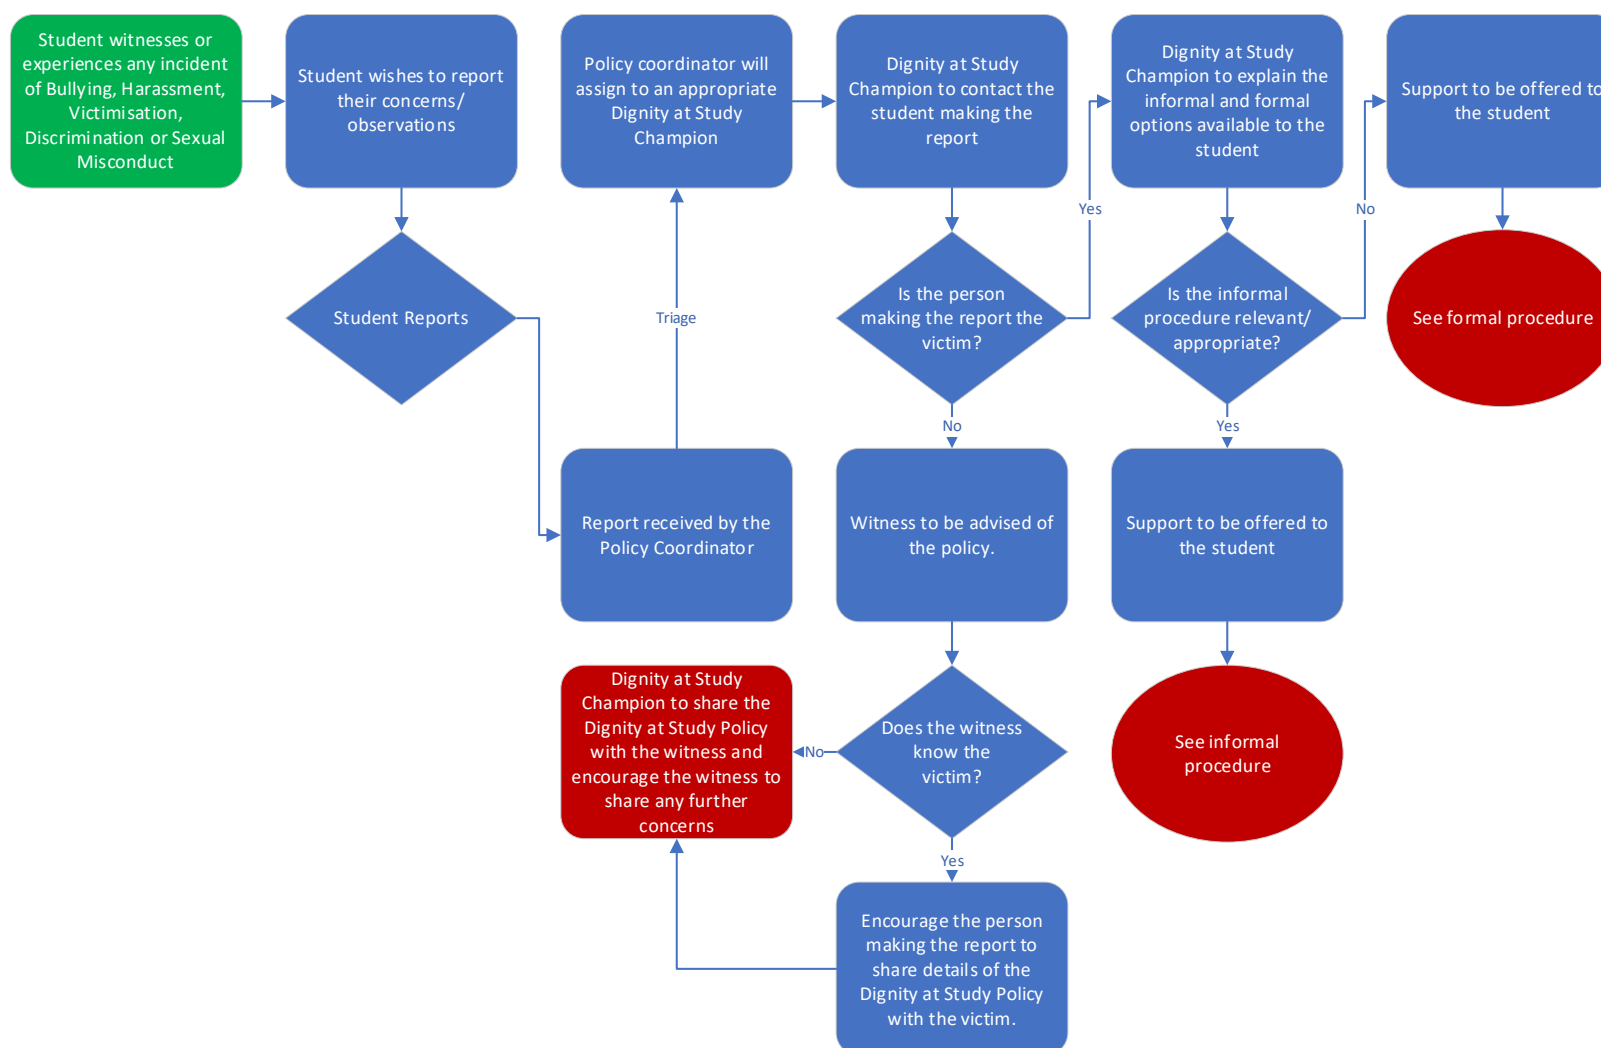 Student witnesses or
experiences any incident
of Bullying, Harassment,
Victimisation,
Discrimination or Sexual
Misconduct
Student wishes to report
their concerns/
observations
Policy coordinator will
assign to an appropriate
Dignity at Study
Champion
Dignity at Study
Champion to contact the
student making the
report
Dignity at Study
Champion to explain the
informal and formal
options available to the
student
Support to be offered to
the student
Yes
No
Student Reports
Triage
Is the person
making the report the
victim?
Is the informal
procedure relevant/
appropriate?
See formal procedure
No
Yes
Report received by the
Policy Coordinator
Witness to be advised of
the policy.
Support to be offered to
the student
Dignity at Study
Champion to share the
Dignity at Study Policy
with the witness and
encourage the witness to
share any further
concerns
No
Does the witness
know the
victim?
See informal
procedure
Yes
Encourage the person
making the report to
share details of the
Dignity at Study Policy
with the victim.